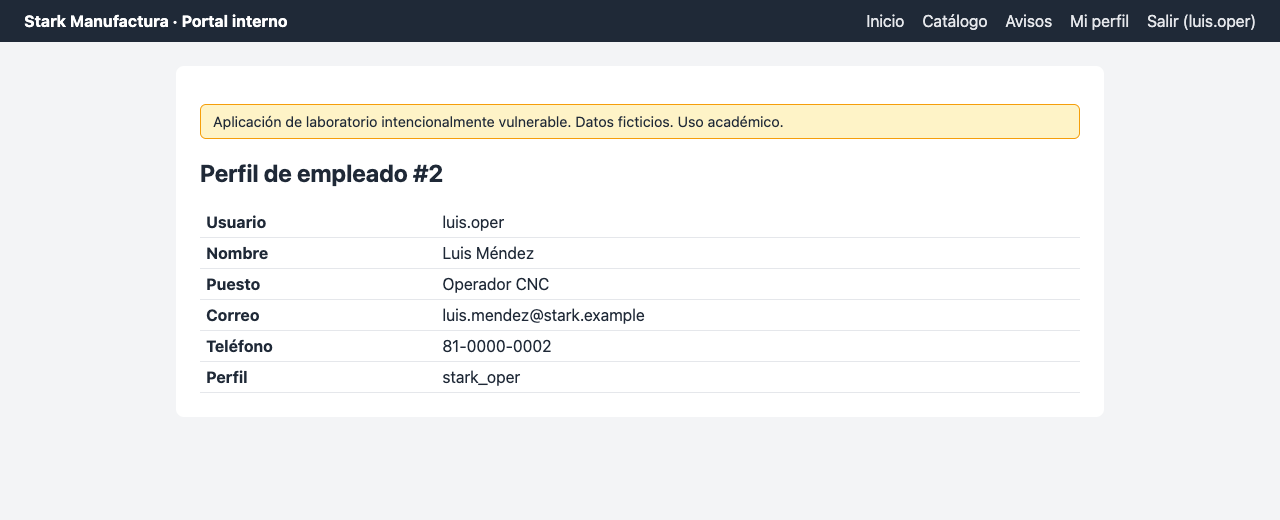 Stark Manufactura · Portal interno
Inicio Catálogo Avisos Mi perfil Salir (luis.oper)
Aplicación de laboratorio intencionalmente vulnerable. Datos ficticios. Uso académico.
Perfil de empleado #2
Usuario luis.oper
Nombre Luis Méndez
Puesto Operador CNC
Correo luis.mendez@stark.example
Teléfono 81-0000-0002
Perfil stark_oper